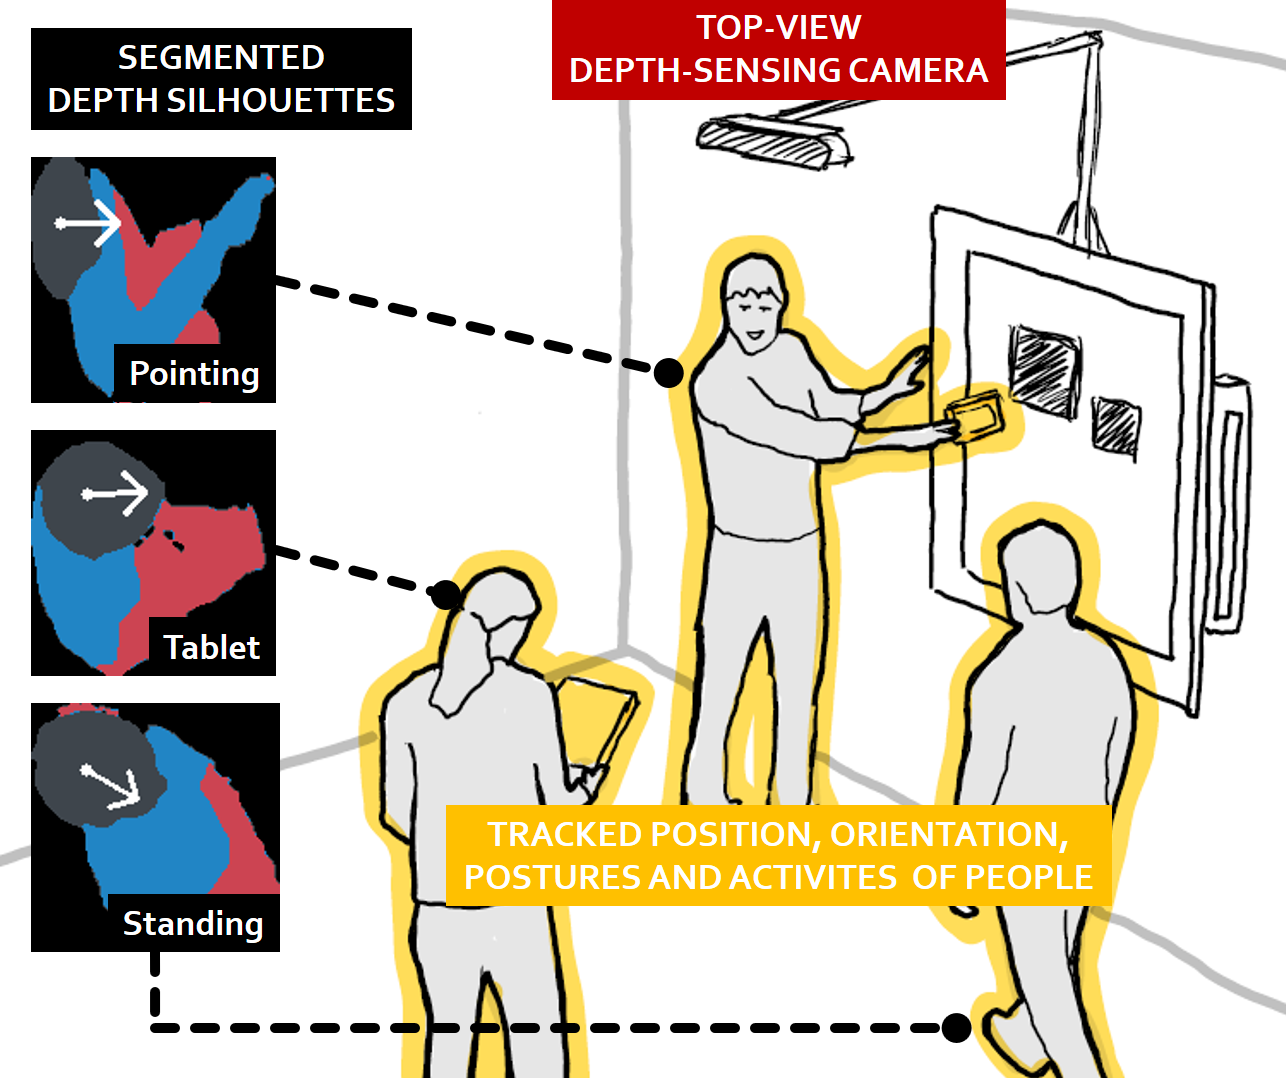 SEGMENTED
DEPTH SILHOUETTES
TOP-VIEW
DEPTH-SENSING CAMERA
Pointing
Tablet
Standing
TRACKED POSITION, ORIENTATION,
POSTURES AND ACTIVITES OF PEOPLE